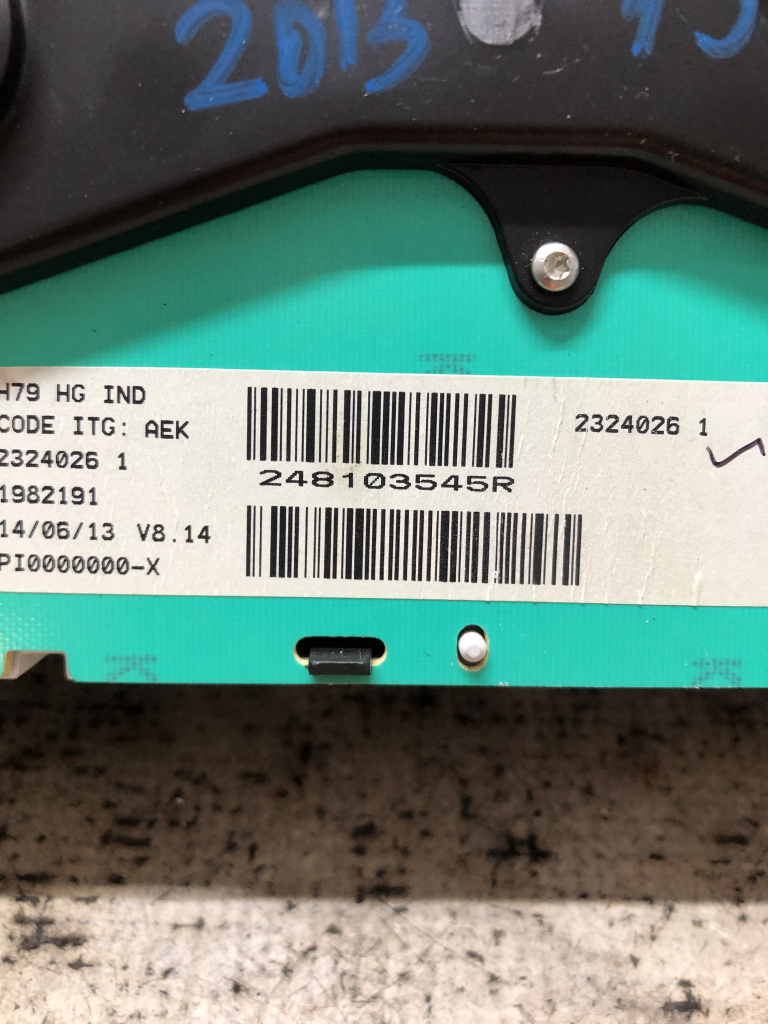 2013
H79 HG IND
CODE ITG: AEK
2324026 1
1982191
14/06/13 V8.14
PI0000000-X
248103545R
2324026 1